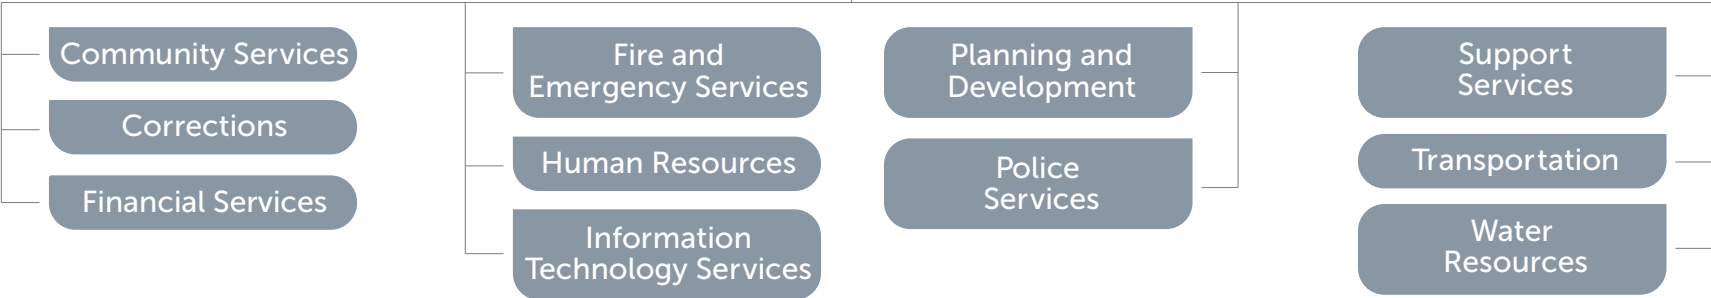 Community Services
Corrections
Financial Services
Fire and
Emergency Services
Human Resources
Information
Technology Services
Planning and
Development
Police
Services
Support
Services
Transportation
Water
Resources